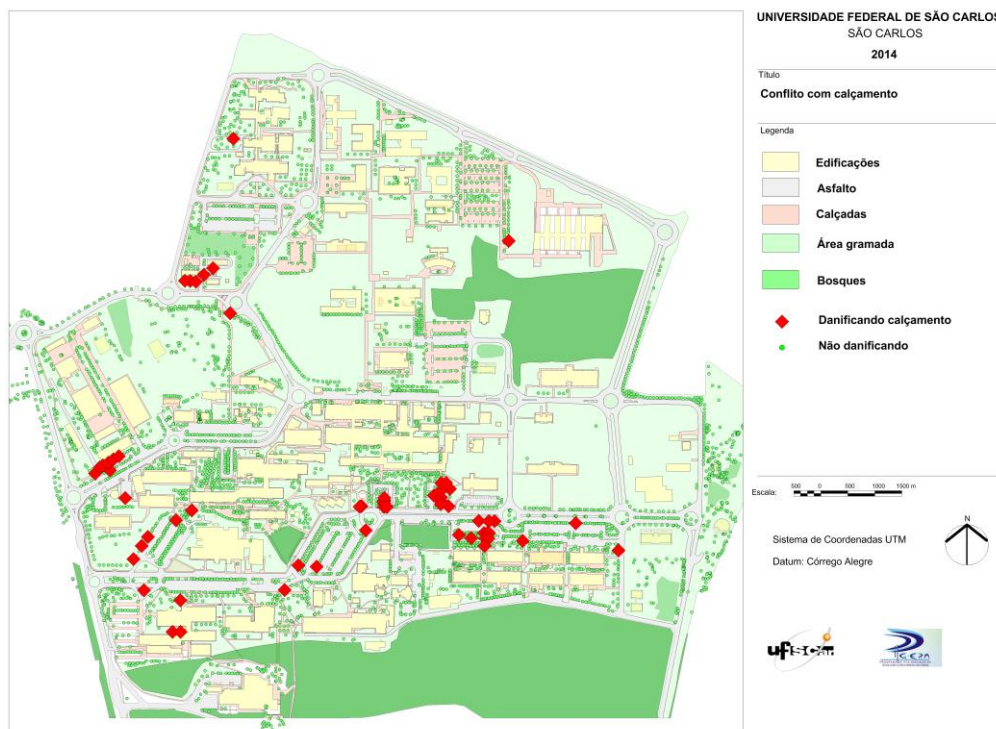 UNIVERSIDADE FEDERAL DE SÃO CARLOS
SÃO CARLOS
2014
Título
Conflito com calçamento
Legenda
Edificações
Asfalto
Calçadas
Área gramada
Bosques
Danificando calçamento
Não danificando
Escala:
500 0 500 1000 1500 m
Sistema de Coordenadas UTM
Datum: Córrego Alegre
N